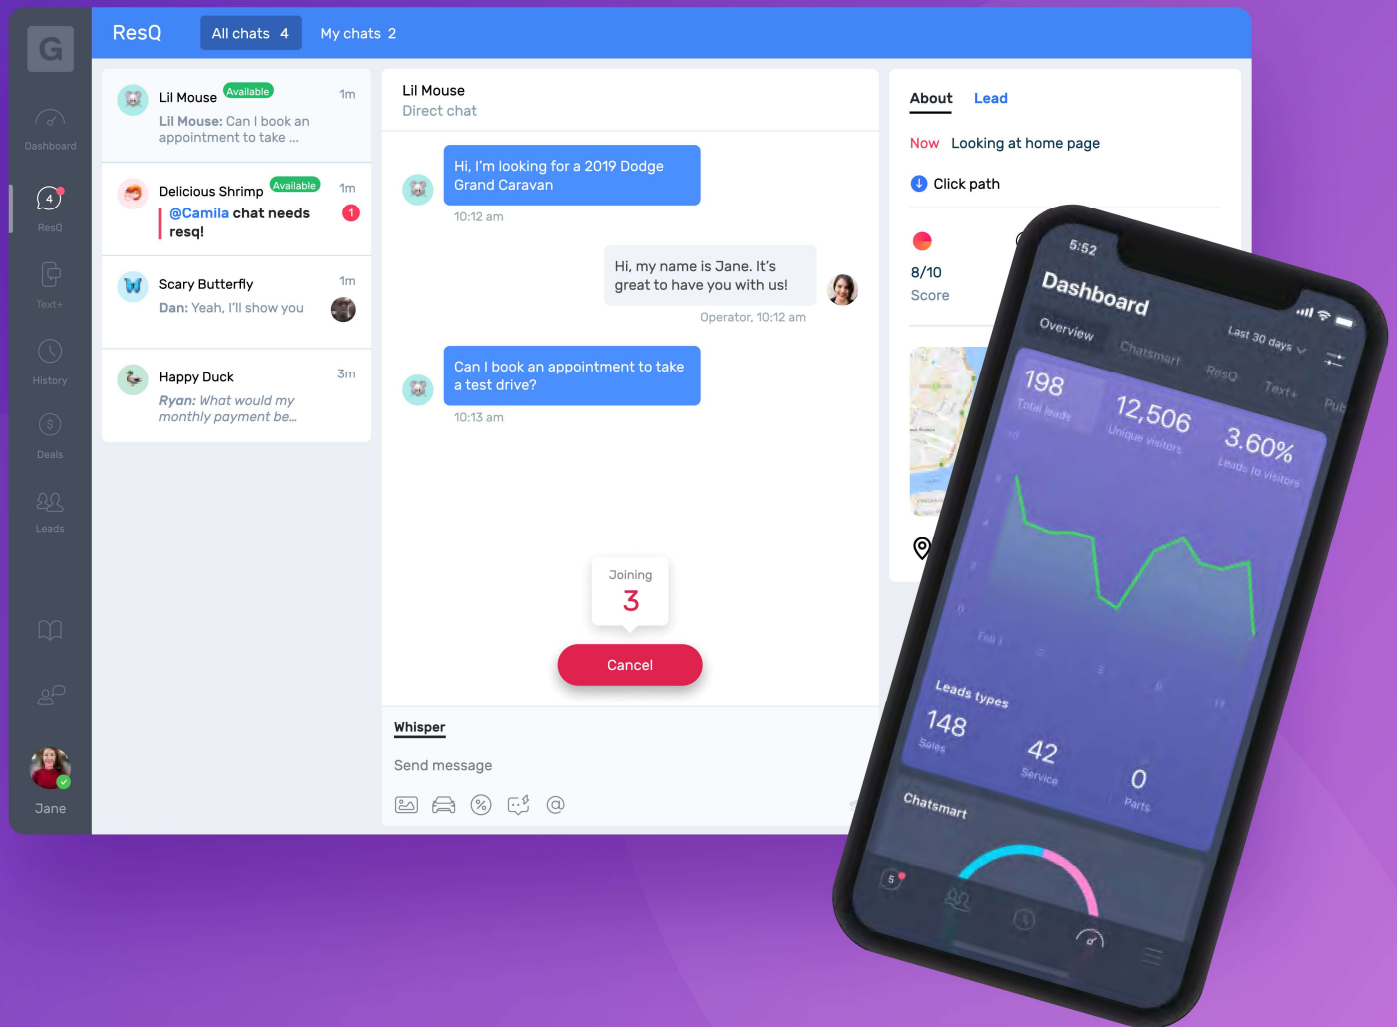 G
Dashboard
4
ResQ
Text+
History
Deals
Leads
Jane
ResQ
All chats 4
My chats 2
Lil Mouse Available 1m
Lil Mouse: Can I book an
appointment to take ...
Delicious Shrimp Available 1m
@Camila chat needs 1
resq!
Scary Butterfly 1m
Dan: Yeah, I'll show you
Happy Duck 3m
Ryan: What would my
monthly payment be...
Lil Mouse
Direct chat
Hi, I'm looking for a 2019 Dodge
Grand Caravan
10:12 am
Hi, my name is Jane. It's
great to have you with us!
Operator, 10:12 am
Can I book an appointment to take
a test drive?
10:13 am
Joining
3
Cancel
Whisper
Send message
About Lead
Now Looking at home page
Click path
8/10
Score
5:52
Dashboard
Last 30 days
Overview Chatsmart ResQ Text+ Pub
198 12,506 3.60%
Total leads Unique visitors Leads to visitors
Feb 1
Leads types
148 42 0
Sales Service Parts
Chatsmart
5